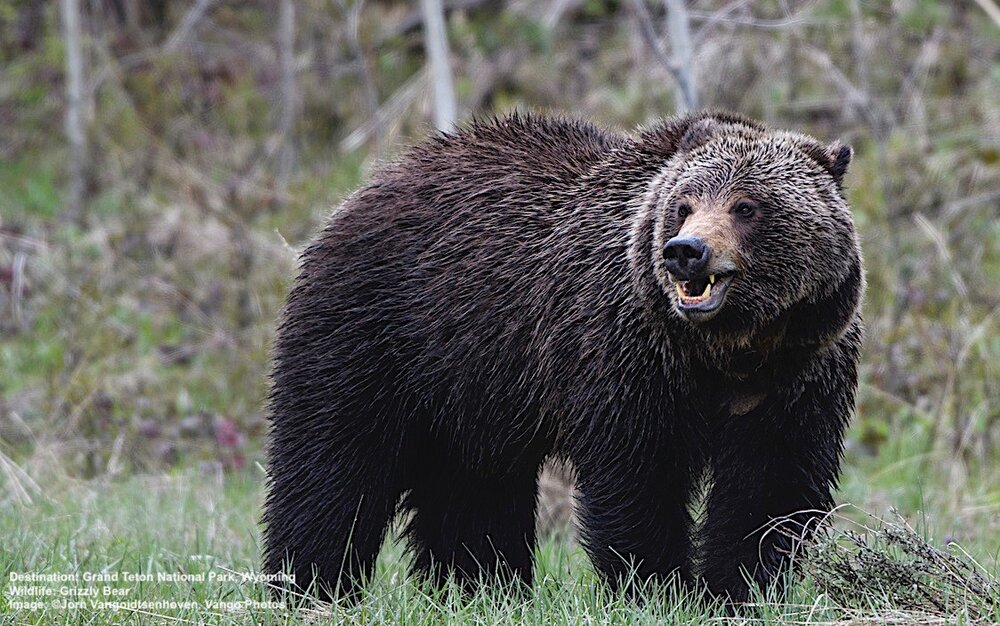 Destination: Grand Teton National Park, Wyoming
Wildlife: Grizzly Bear
Image, ©Jorn Vangoidtsenhoven, Vango Photos